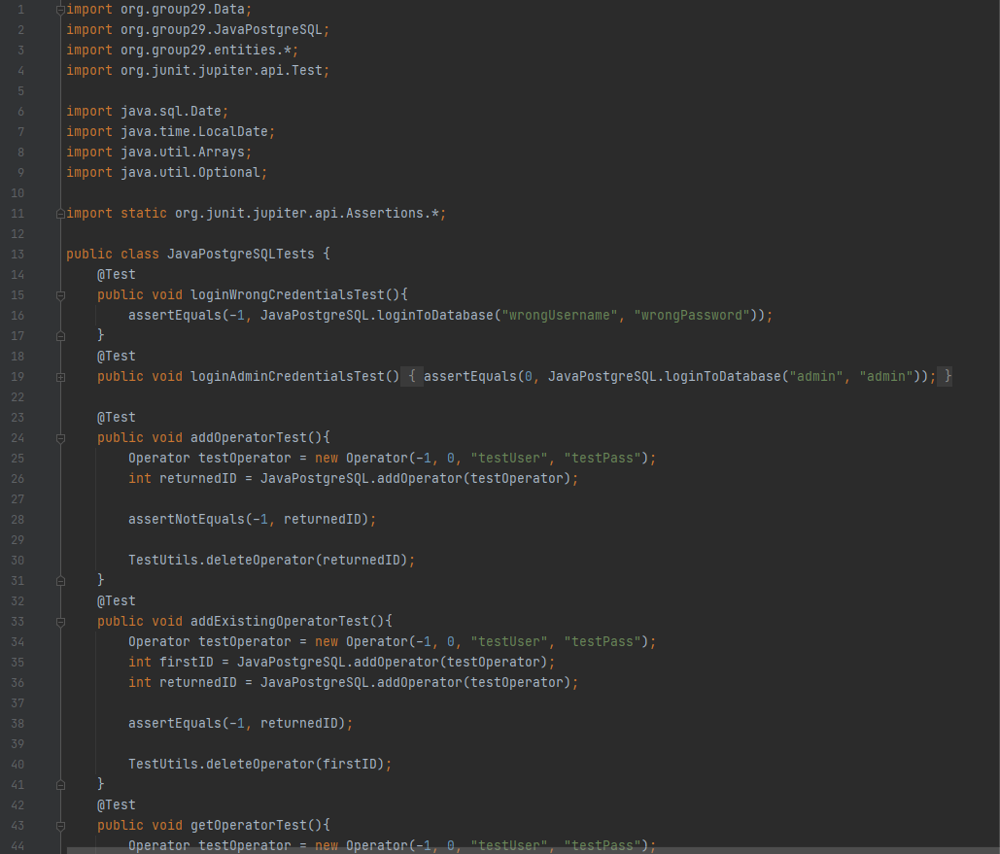 1 import org.group29.Data;
2 import org.group29.JavaPostgreSQL;
3 import org.group29.entities.*;
4 import org.junit.jupiter.api.Test;
5
6 import java.sql.Date;
7 import java.time.LocalDate;
8 import java.util.Arrays;
9 import java.util.Optional;
10
11 import static org.junit.jupiter.api.Assertions.*;
12
13 public class JavaPostgreSQLTests {
14 @Test
15 public void loginWrongCredentialsTest(){
16 assertEquals(-1, JavaPostgreSQL.loginToDatabase("wrongUsername", "wrongPassword"));
17 }
18 @Test
19 public void loginAdminCredentialsTest() { assertEquals(0, JavaPostgreSQL.loginToDatabase("admin", "admin")); }
22
23 @Test
24 public void addOperatorTest(){
25 Operator testOperator = new Operator(-1, 0, "testUser", "testPass");
26 int returnedID = JavaPostgreSQL.addOperator(testOperator);
27
28 assertNotEquals(-1, returnedID);
29
30 TestUtils.deleteOperator(returnedID);
31 }
32 @Test
33 public void addExistingOperatorTest(){
34 Operator testOperator = new Operator(-1, 0, "testUser", "testPass");
35 int firstID = JavaPostgreSQL.addOperator(testOperator);
36 int returnedID = JavaPostgreSQL.addOperator(testOperator);
37
38 assertEquals(-1, returnedID);
39
40 TestUtils.deleteOperator(firstID);
41 }
42 @Test
43 public void getOperatorTest(){
44 Operator testOperator = new Operator(-1, 0, "testUser", "testPass");